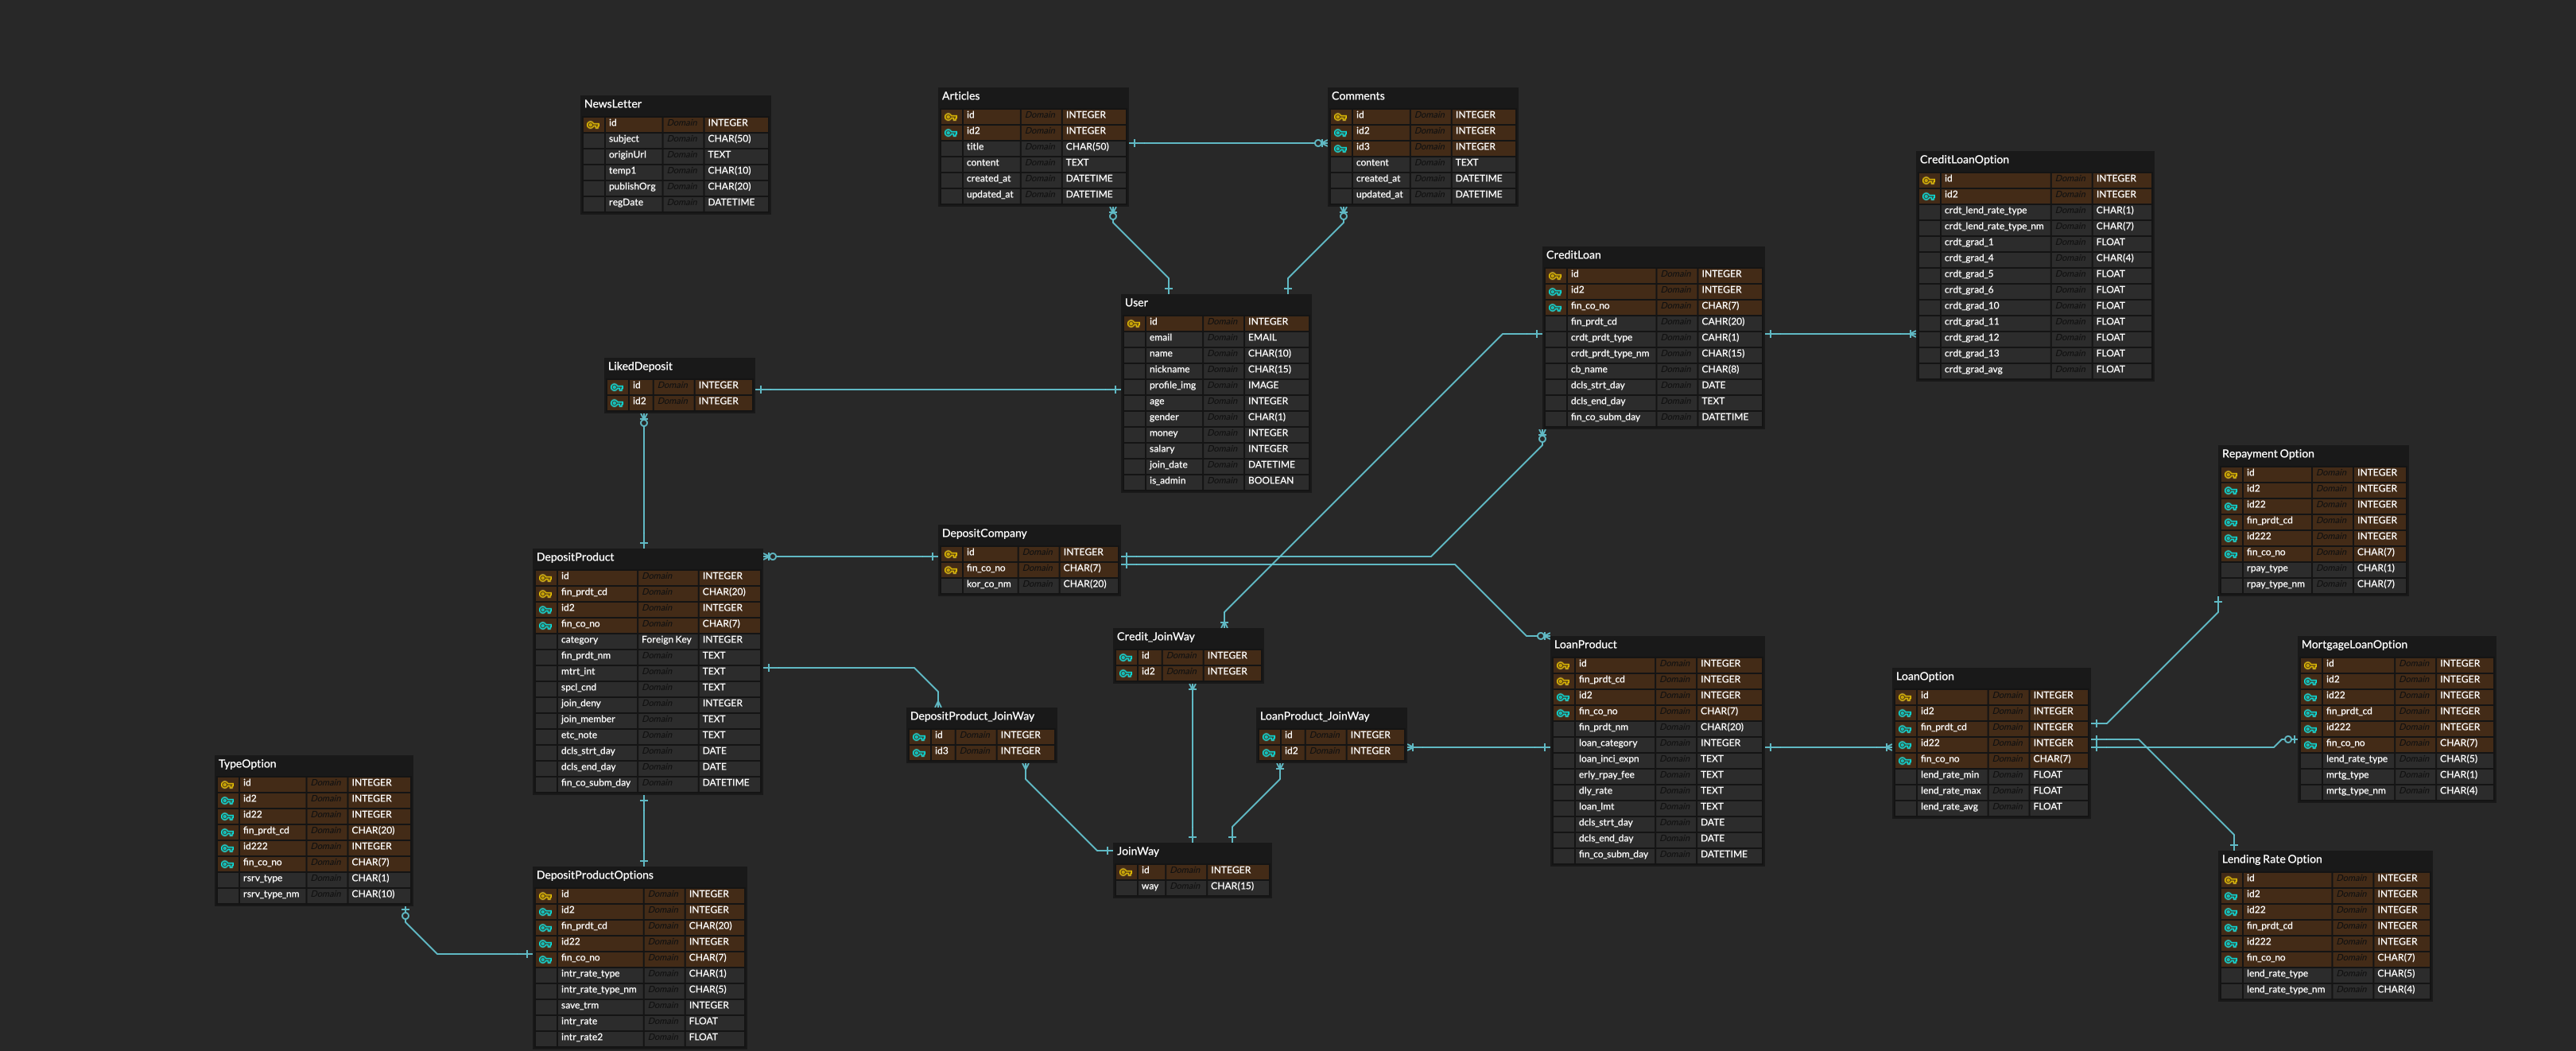 NewsLetter
id Domain INTEGER
subject Domain CHAR(50)
originUrl Domain TEXT
temp1 Domain CHAR(10)
publishOrg Domain CHAR(20)
regDate Domain DATETIME
Articles
id Domain INTEGER
id2 Domain INTEGER
title Domain CHAR(50)
content Domain TEXT
created_at Domain DATETIME
updated_at Domain DATETIME
Comments
id Domain INTEGER
id2 Domain INTEGER
id3 Domain INTEGER
content Domain TEXT
created_at Domain DATETIME
updated_at Domain DATETIME
CreditLoanOption
id Domain INTEGER
id2 Domain INTEGER
crdt_lend_rate_type Domain CHAR(1)
crdt_lend_rate_type_nm Domain CHAR(7)
crdt_grad_1 Domain FLOAT
crdt_grad_4 Domain CHAR(4)
crdt_grad_5 Domain FLOAT
crdt_grad_6 Domain FLOAT
crdt_grad_10 Domain FLOAT
crdt_grad_11 Domain FLOAT
crdt_grad_12 Domain FLOAT
crdt_grad_13 Domain FLOAT
crdt_grad_avg Domain FLOAT
CreditLoan
id Domain INTEGER
id2 Domain INTEGER
fin_co_no Domain CHAR(7)
fin_prdt_cd Domain CAHR(20)
crdt_prdt_type Domain CAHR(1)
crdt_prdt_type_nm Domain CHAR(15)
cb_name Domain CHAR(8)
dcls_strt_day Domain DATE
dcls_end_day Domain TEXT
fin_co_subm_day Domain DATETIME
User
id Domain INTEGER
email Domain EMAIL
name Domain CHAR(10)
nickname Domain CHAR(15)
profile_img Domain IMAGE
age Domain INTEGER
gender Domain CHAR(1)
money Domain INTEGER
salary Domain INTEGER
join_date Domain DATETIME
is_admin Domain BOOLEAN
LikedDeposit
id Domain INTEGER
id2 Domain INTEGER
Repayment Option
id Domain INTEGER
id2 Domain INTEGER
id22 Domain INTEGER
fin_prdt_cd Domain INTEGER
id222 Domain INTEGER
fin_co_no Domain CHAR(7)
rpay_type Domain CHAR(1)
rpay_type_nm Domain CHAR(7)
DepositCompany
id Domain INTEGER
fin_co_no Domain CHAR(7)
kor_co_nm Domain CHAR(20)
DepositProduct
id Domain INTEGER
fin_prdt_cd Domain CHAR(20)
id2 Domain INTEGER
fin_co_no Domain CHAR(7)
category Foreign Key INTEGER
fin_prdt_nm Domain TEXT
mtrt_int Domain TEXT
spcl_cnd Domain TEXT
join_deny Domain INTEGER
join_member Domain TEXT
etc_note Domain TEXT
dcls_strt_day Domain DATE
dcls_end_day Domain DATE
fin_co_subm_day Domain DATETIME
Credit_JoinWay
id Domain INTEGER
id2 Domain INTEGER
LoanProduct
id Domain INTEGER
fin_prdt_cd Domain INTEGER
id2 Domain INTEGER
fin_co_no Domain CHAR(7)
fin_prdt_nm Domain CHAR(20)
loan_category Domain INTEGER
loan_inci_expn Domain TEXT
erly_rpay_fee Domain TEXT
dly_rate Domain TEXT
loan_lmt Domain TEXT
dcls_strt_day Domain DATE
dcls_end_day Domain DATE
fin_co_subm_day Domain DATETIME
MortgageLoanOption
id Domain INTEGER
id2 Domain INTEGER
id22 Domain INTEGER
fin_prdt_cd Domain INTEGER
id222 Domain INTEGER
fin_co_no Domain CHAR(7)
lend_rate_type Domain CHAR(5)
mrtg_type Domain CHAR(1)
mrtg_type_nm Domain CHAR(4)
LoanOption
id Domain INTEGER
id2 Domain INTEGER
fin_prdt_cd Domain INTEGER
id22 Domain INTEGER
fin_co_no Domain CHAR(7)
lend_rate_min Domain FLOAT
lend_rate_max Domain FLOAT
lend_rate_avg Domain FLOAT
DepositProduct_JoinWay
id Domain INTEGER
id3 Domain INTEGER
LoanProduct_JoinWay
id Domain INTEGER
id2 Domain INTEGER
TypeOption
id Domain INTEGER
id2 Domain INTEGER
id22 Domain INTEGER
fin_prdt_cd Domain CHAR(20)
id222 Domain INTEGER
fin_co_no Domain CHAR(7)
rsrv_type Domain CHAR(1)
rsrv_type_nm Domain CHAR(10)
JoinWay
id Domain INTEGER
way Domain CHAR(15)
DepositProductOptions
id Domain INTEGER
id2 Domain INTEGER
fin_prdt_cd Domain CHAR(20)
id22 Domain INTEGER
fin_co_no Domain CHAR(7)
intr_rate_type Domain CHAR(1)
intr_rate_type_nm Domain CHAR(5)
save_trm Domain INTEGER
intr_rate Domain FLOAT
intr_rate2 Domain FLOAT
Lending Rate Option
id Domain INTEGER
id2 Domain INTEGER
id22 Domain INTEGER
fin_prdt_cd Domain INTEGER
id222 Domain INTEGER
fin_co_no Domain CHAR(7)
lend_rate_type Domain CHAR(5)
lend_rate_type_nm Domain CHAR(4)